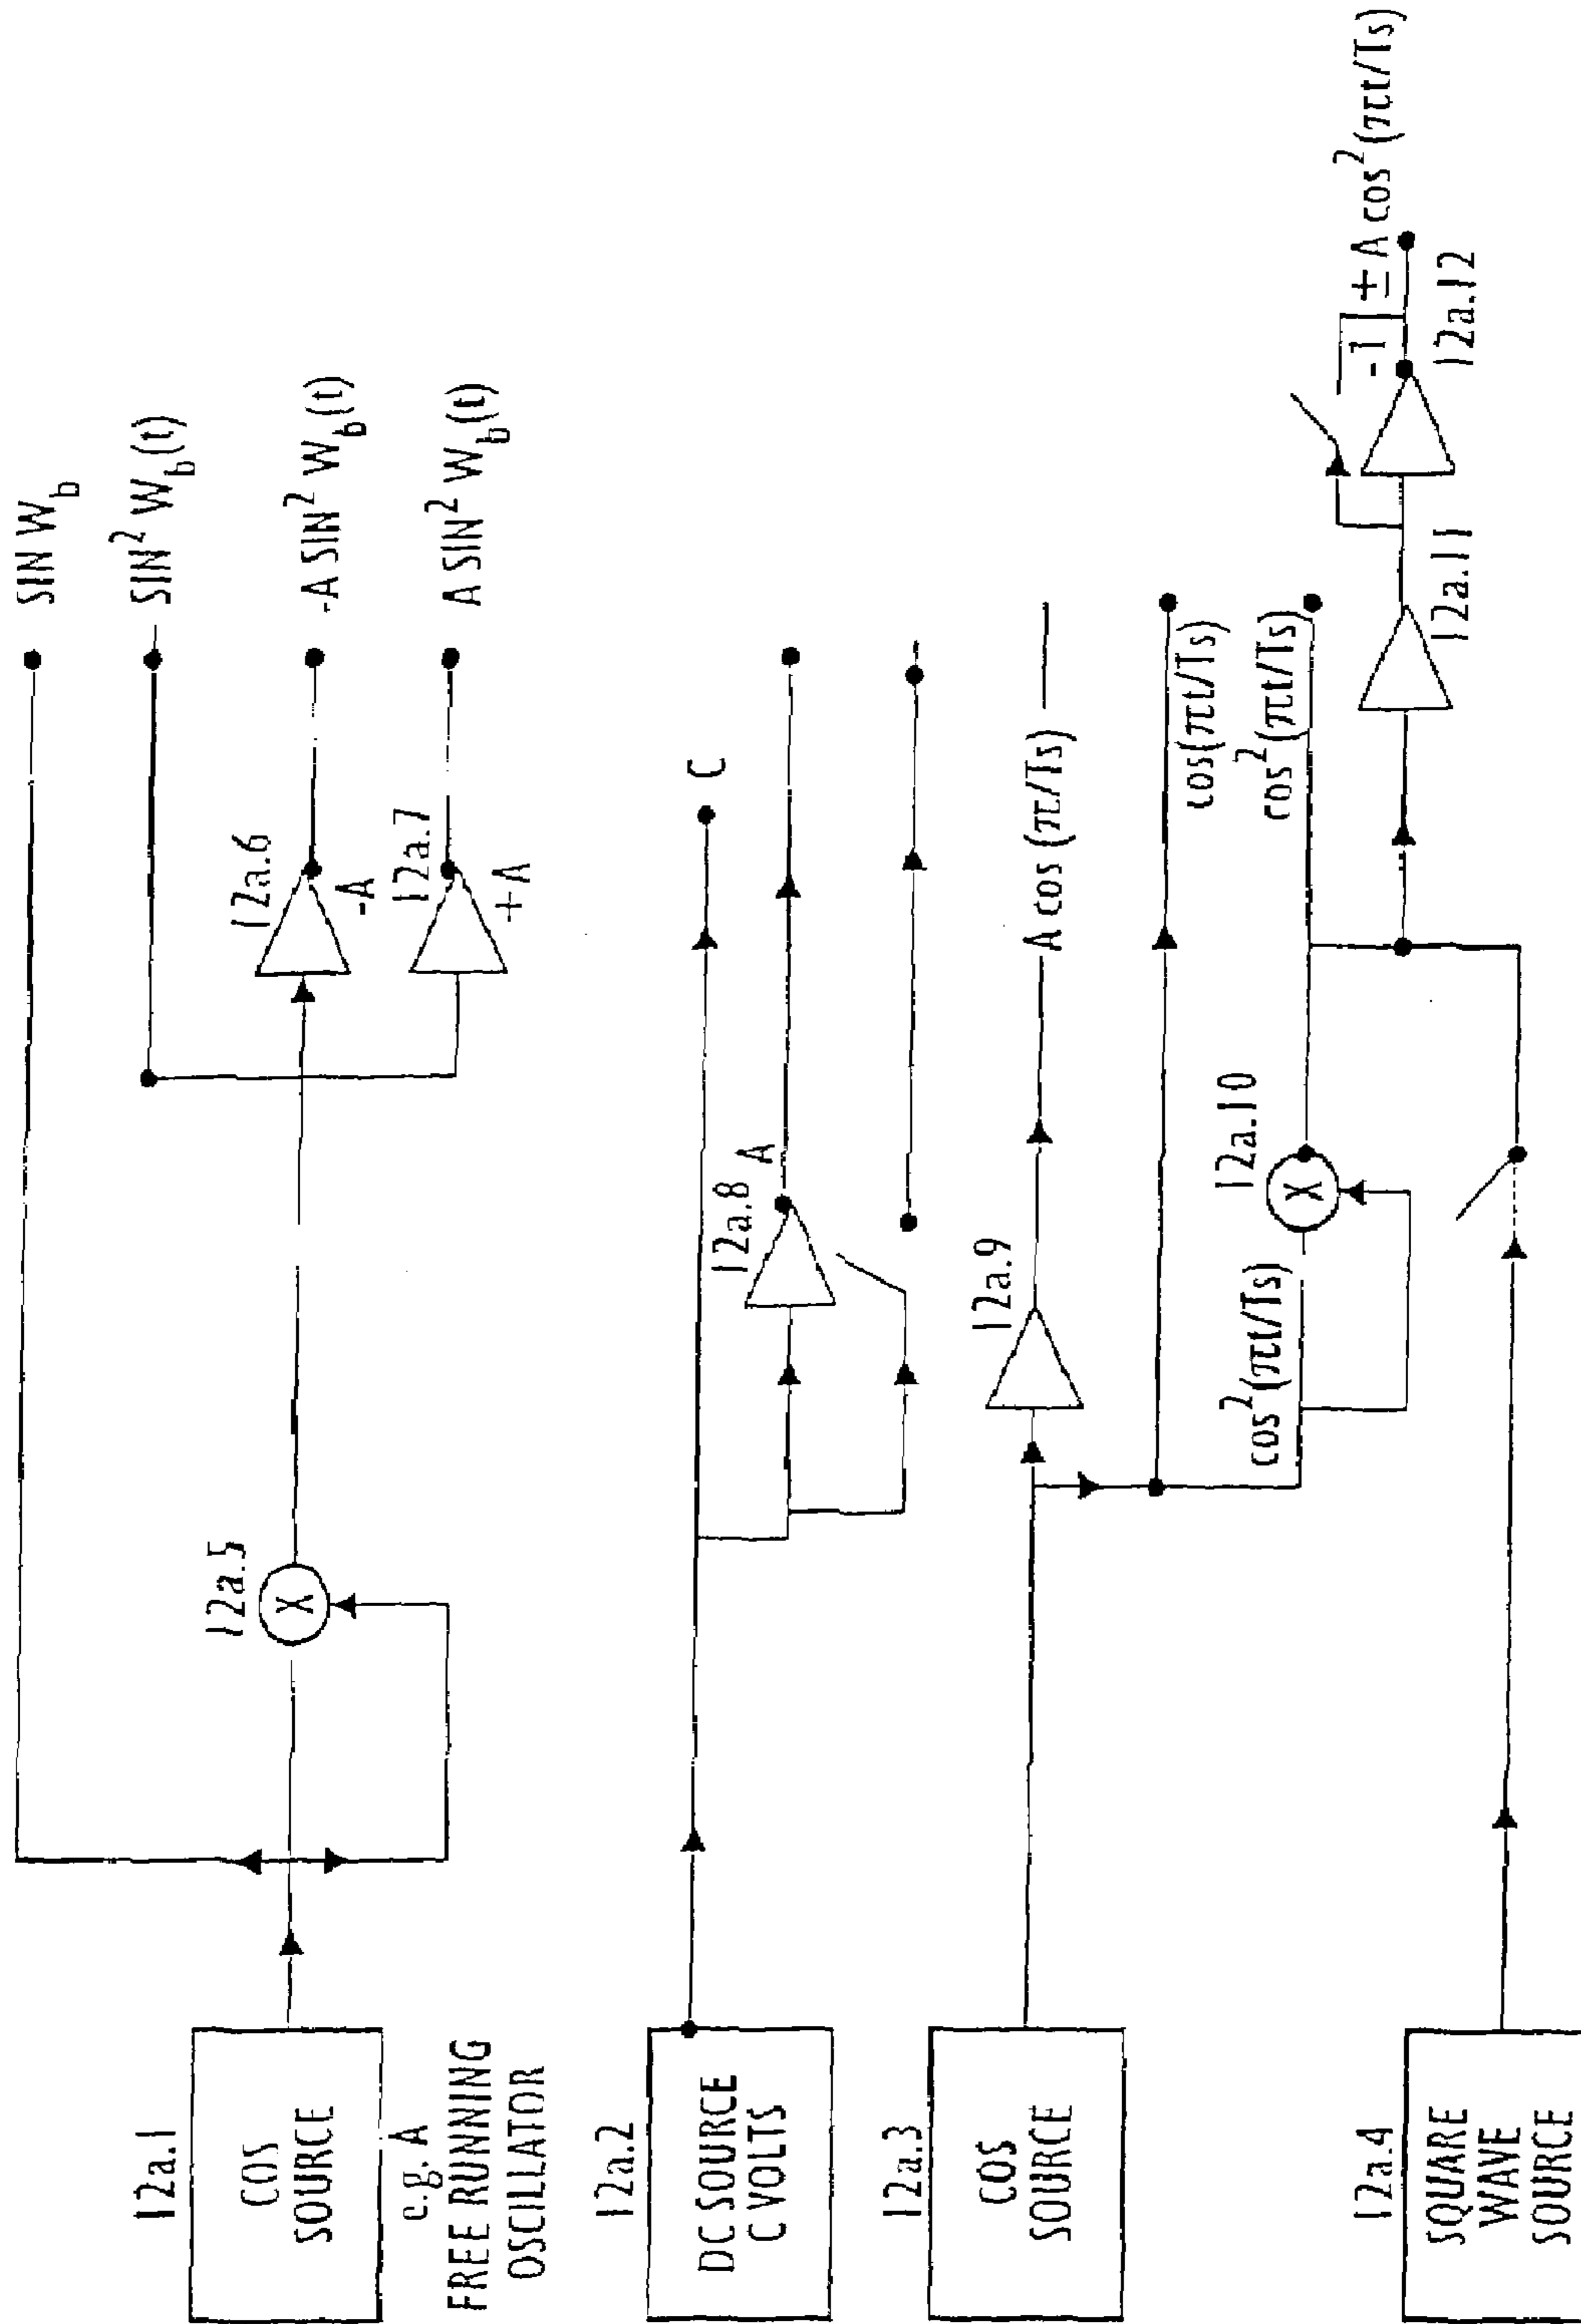 SIN W_b
SIN² W_b(t)
12a.1
COS
SOURCE
e.g. A
FREE RUNNING
OSCILLATOR
12a.5
X
12a.6
-A
-A SIN² W_b(t)
12a.7
+A
A SIN² W_b(t)
12a.2
DC SOURCE
C VOLTS
C
12a.8
A
12a.3
COS
SOURCE
12a.9
A cos (πt/Ts)
cos(πt/Ts)
cos²(πt/Ts)
12a.10
X
cos²(πt/Ts)
12a.4
SQUARE
WAVE
SOURCE
12a.11
-1
± A cos²(πt/Ts)
12a.12